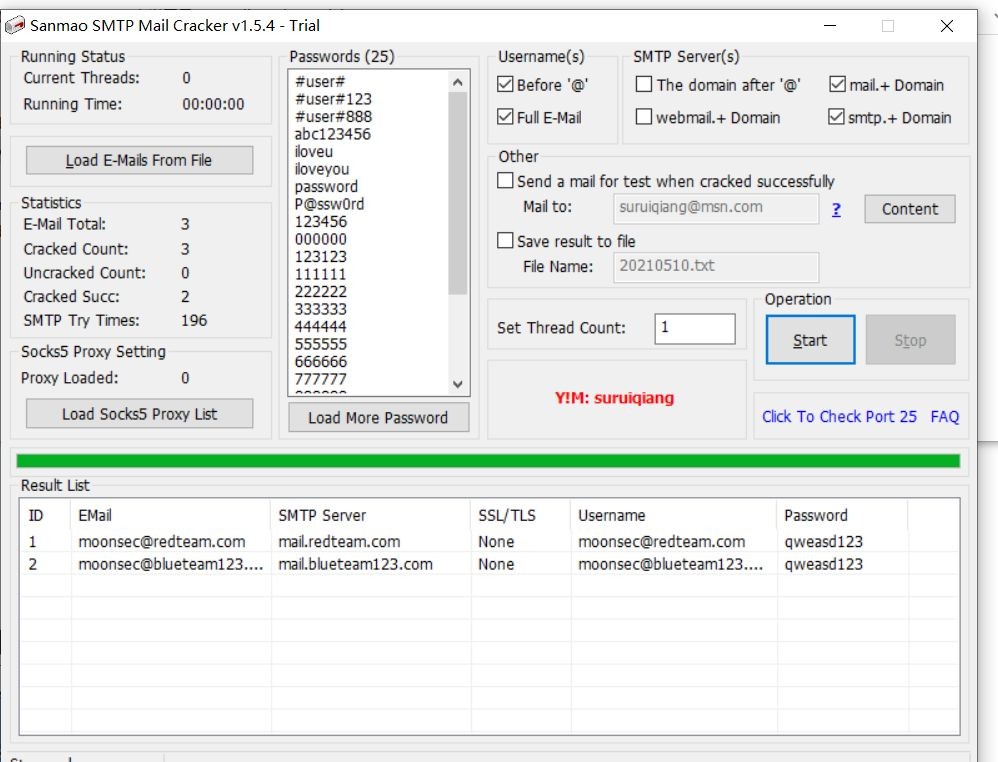 Sanmao SMTP Mail Cracker v1.5.4 - Trial
Running Status
Current Threads: 0
Running Time: 00:00:00
Load E-Mails From File
Statistics
E-Mail Total: 3
Cracked Count: 3
Uncracked Count: 0
Cracked Succ: 2
SMTP Try Times: 196
Socks5 Proxy Setting
Proxy Loaded: 0
Load Socks5 Proxy List
Passwords (25)
#user#
#user#123
#user#888
abc123456
iloveu
iloveyou
password
P@ssw0rd
123456
000000
123123
111111
222222
333333
444444
555555
666666
777777
Load More Password
Username(s)
Before '@'
Full E-Mail
SMTP Server(s)
The domain after '@' mail.+ Domain
webmail.+ Domain smtp.+ Domain
Other
Send a mail for test when cracked successfully
Mail to: suruiqiang@msn.com ? Content
Save result to file
File Name: 20210510.txt
Set Thread Count: 1
Operation
Start Stop
Y!M: suruiqiang
Click To Check Port 25 FAQ
Result List
ID EMail SMTP Server SSL/TLS Username Password
1 moonsec@redteam.com mail.redteam.com None moonsec@redteam.com qweasd123
2 moonsec@blueteam123.... mail.blueteam123.com None moonsec@blueteam123.... qweasd123